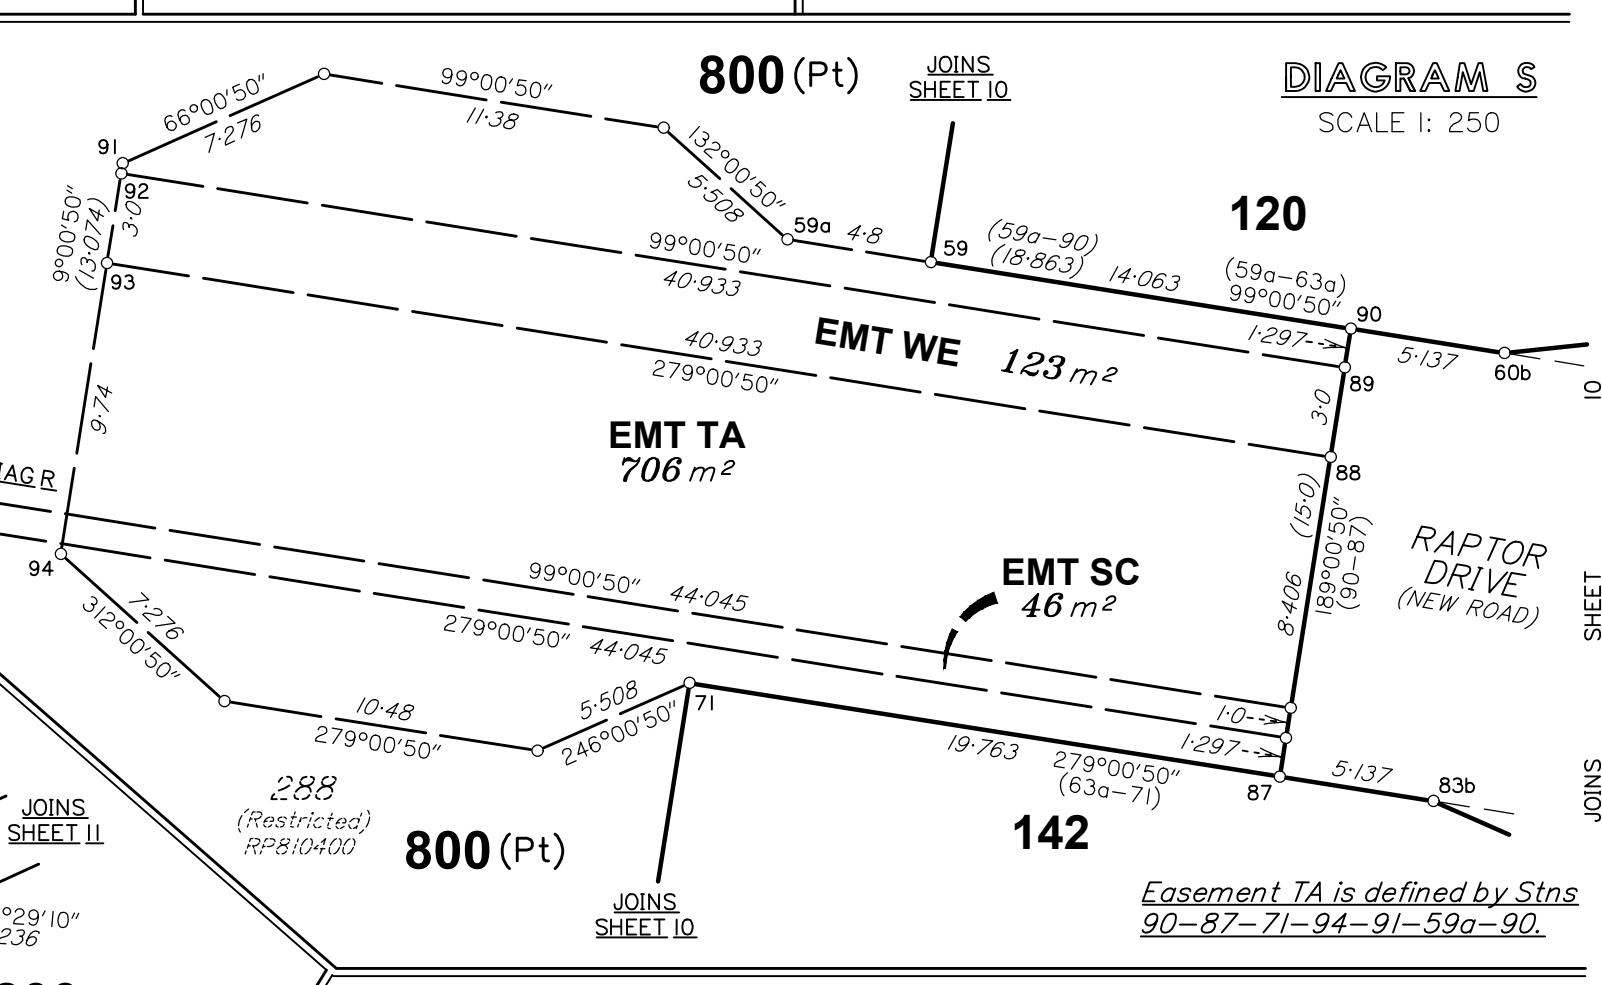 800 (Pt)
JOINS
SHEET 10
DIAGRAM S
SCALE 1: 250
66°00'50"
7·276
99°00'50"
11·38
132°00'50"
5·508
91
92
3·0
9°00'50"
(13·074)
93
59a
4·8
59
(59a-90)
(18·863)
14·063
120
(59a-63a)
99°00'50"
90
1·297
5·137
60b
89
3·0
99°00'50"
40·933
40·933
279°00'50"
EMT WE 123 m²
EMT TA
706 m²
9·74
88
(15·0)
189°00'50"
(90-87)
8·406
RAPTOR
DRIVE
(NEW ROAD)
JOINS SHEET 10
IAG R
94
99°00'50" 44·045
279°00'50" 44·045
EMT SC
46 m²
7·276
312°00'50"
10·48
279°00'50"
5·508
246°00'50"
71
1·0
1·297
19·763
279°00'50"
(63a-71)
87
5·137
83b
142
288
(Restricted)
RP810400
800 (Pt)
JOINS
SHEET 11
°29'10"
236
JOINS
SHEET 10
Easement TA is defined by Stns
90-87-71-94-91-59a-90.